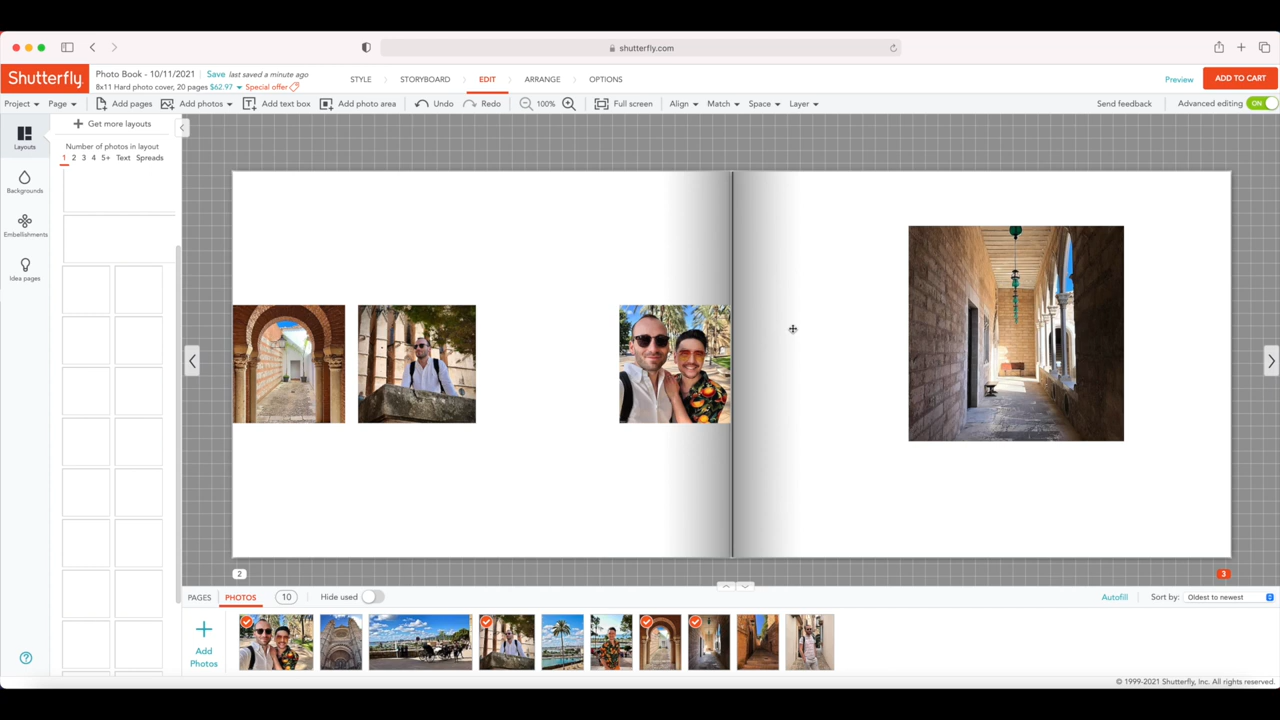 shutterfly.com
Shutterfly
Photo Book - 10/11/2021 Save last saved a minute ago
8x11 Hard photo cover, 20 pages $62.97 Special offer
STYLE STORYBOARD EDIT ARRANGE OPTIONS
Preview ADD TO CART
Project Page Add pages Add photos Add text box Add photo area Undo Redo 100% Full screen Align Match Space Layer Send feedback Advanced editing ON
Layouts
Backgrounds
Embellishments
Idea pages
Get more layouts
Number of photos in layout
1 2 3 4 5+ Text Spreads
2
3
PAGES PHOTOS 10 Hide used Autofill Sort by: Oldest to newest
Add
Photos
© 1999-2021 Shutterfly, Inc. All rights reserved.